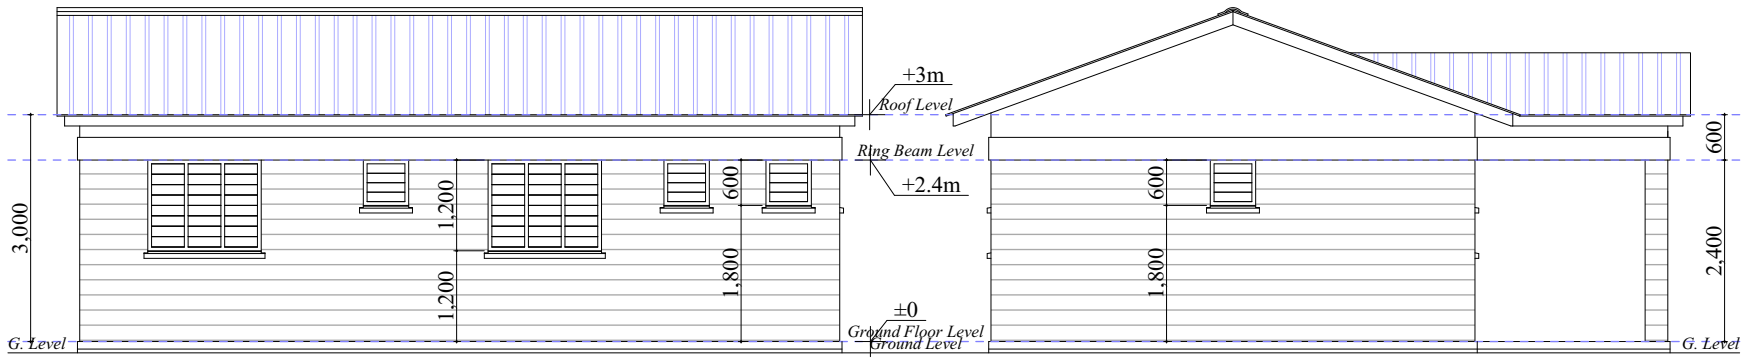 +3m
Roof Level
Ring Beam Level
+2.4m
±0
Ground Floor Level
Ground Level
G. Level
3,000
1,200
1,200
600
1,800
600
1,800
600
2,400
G. Level